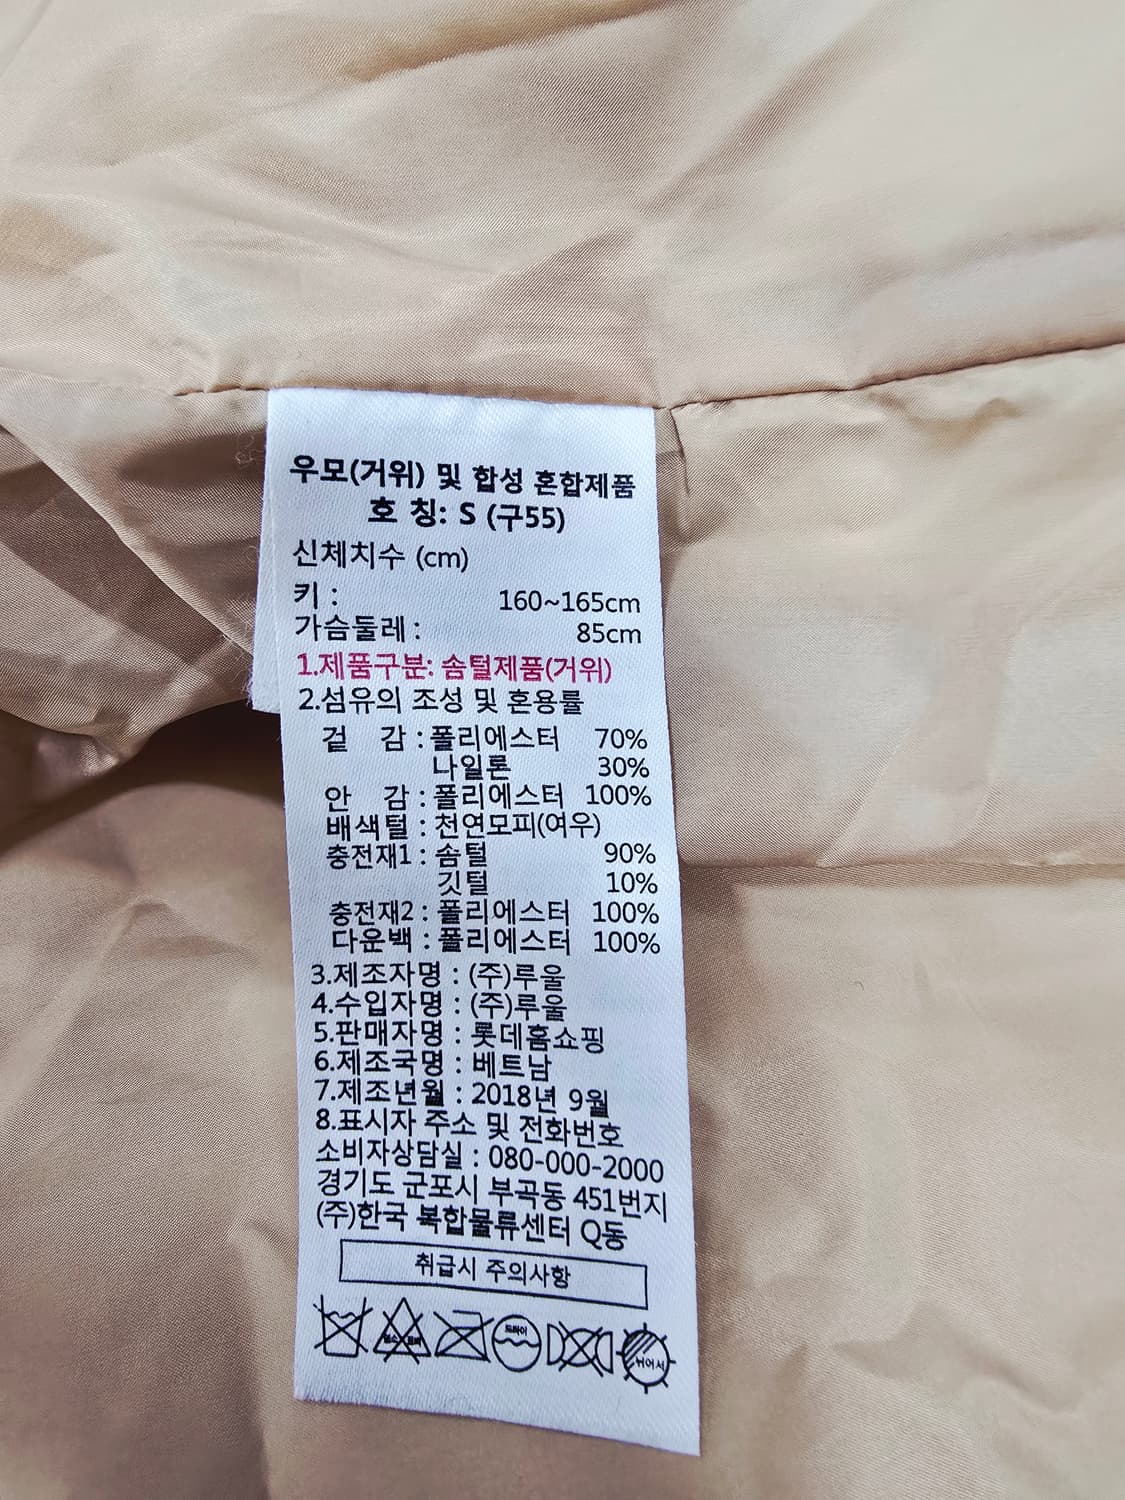 우모(거위) 및 합성 혼합제품
호 칭: S (구55)
신체치수 (cm)
키 : 160~165cm
가슴둘레 : 85cm
1.제품구분: 솜털제품(거위)
2.섬유의 조성 및 혼용률
겉 감 : 폴리에스터 70%
나일론 30%
안 감 : 폴리에스터 100%
배색털 : 천연모피(여우)
충전재1 : 솜털 90%
깃털 10%
충전재2 : 폴리에스터 100%
다운백 : 폴리에스터 100%
3.제조자명 : (주)루울
4.수입자명 : (주)루울
5.판매자명 : 롯데홈쇼핑
6.제조국명 : 베트남
7.제조년월 : 2018년 9월
8.표시자 주소 및 전화번호
소비자상담실 : 080-000-2000
경기도 군포시 부곡동 451번지
(주)한국 복합물류센터 Q동
취급시 주의사항
드라이
뉘어서